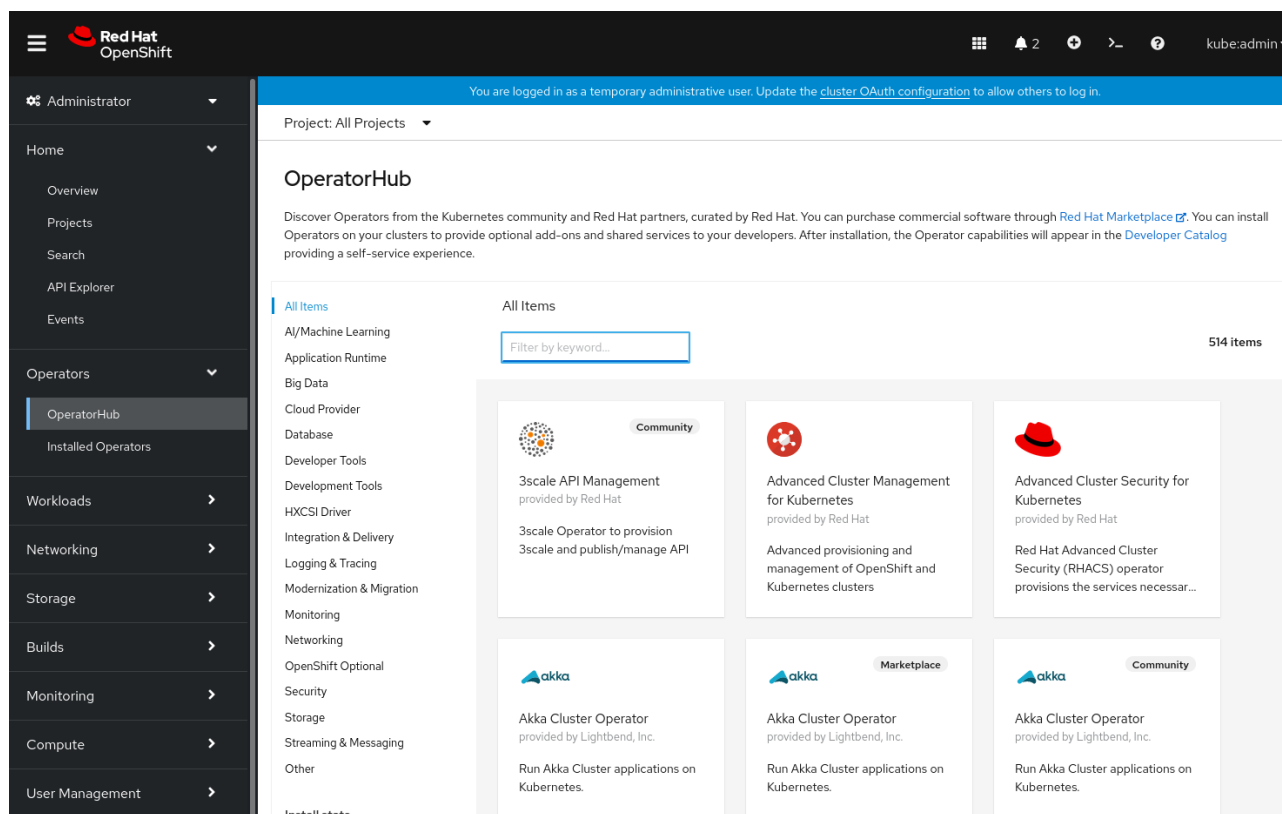 Red Hat
OpenShift
2
kube:admin
Administrator
Home
Overview
Projects
Search
API Explorer
Events
Operators
OperatorHub
Installed Operators
Workloads
Networking
Storage
Builds
Monitoring
Compute
User Management
You are logged in as a temporary administrative user. Update the cluster OAuth configuration to allow others to log in.
Project: All Projects
OperatorHub
Discover Operators from the Kubernetes community and Red Hat partners, curated by Red Hat. You can purchase commercial software through Red Hat Marketplace. You can install
Operators on your clusters to provide optional add-ons and shared services to your developers. After installation, the Operator capabilities will appear in the Developer Catalog
providing a self-service experience.
All Items
AI/Machine Learning
Application Runtime
Big Data
Cloud Provider
Database
Developer Tools
Development Tools
HXCSI Driver
Integration & Delivery
Logging & Tracing
Modernization & Migration
Monitoring
Networking
OpenShift Optional
Security
Storage
Streaming & Messaging
Other
All Items
Filter by keyword...
514 items
Community
3scale API Management
provided by Red Hat
3scale Operator to provision
3scale and publish/manage API
Advanced Cluster Management
for Kubernetes
provided by Red Hat
Advanced provisioning and
management of OpenShift and
Kubernetes clusters
Advanced Cluster Security for
Kubernetes
provided by Red Hat
Red Hat Advanced Cluster
Security (RHACS) operator
provisions the services necessar...
akka
Akka Cluster Operator
provided by Lightbend, Inc.
Run Akka Cluster applications on
Kubernetes.
akka
Marketplace
Akka Cluster Operator
provided by Lightbend, Inc.
Run Akka Cluster applications on
Kubernetes.
akka
Community
Akka Cluster Operator
provided by Lightbend, Inc.
Run Akka Cluster applications on
Kubernetes.